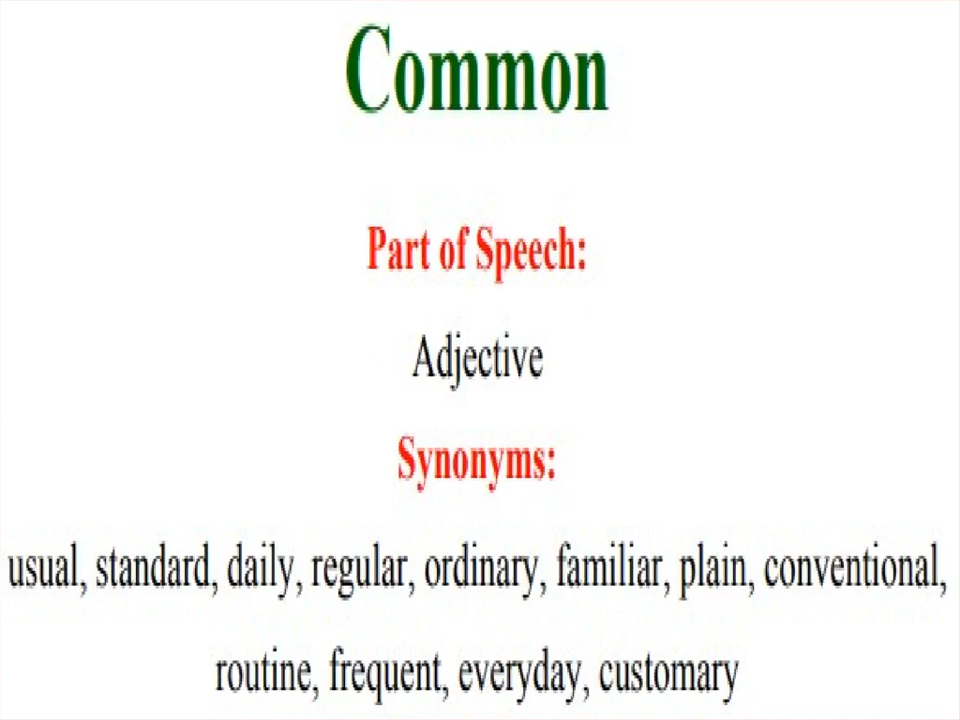 Common
Part of Speech:
Adjective
Synonyms:
usual, standard, daily, regular, ordinary, familiar, plain, conventional,
routine, frequent, everyday, customary